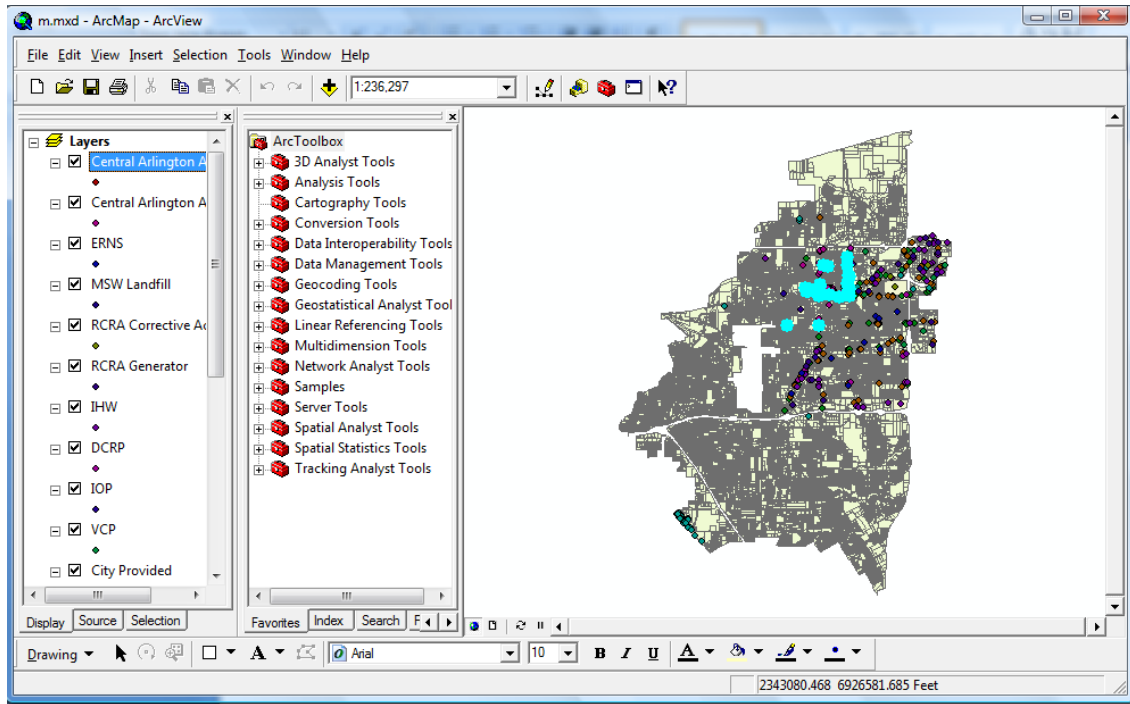 m.mxd - ArcMap - ArcView
File Edit View Insert Selection Tools Window Help
1:236,297
Layers
Central Arlington A
Central Arlington A
ERNS
MSW Landfill
RCRA Corrective Ac
RCRA Generator
IHW
DCRP
IOP
VCP
City Provided
Display Source Selection
ArcToolbox
3D Analyst Tools
Analysis Tools
Cartography Tools
Conversion Tools
Data Interoperability Tools
Data Management Tools
Geocoding Tools
Geostatistical Analyst Tool
Linear Referencing Tools
Multidimension Tools
Network Analyst Tools
Samples
Server Tools
Spatial Analyst Tools
Spatial Statistics Tools
Tracking Analyst Tools
Favorites Index Search F
Drawing A Arial 10 B I U A
2343080.468 6926581.685 Feet